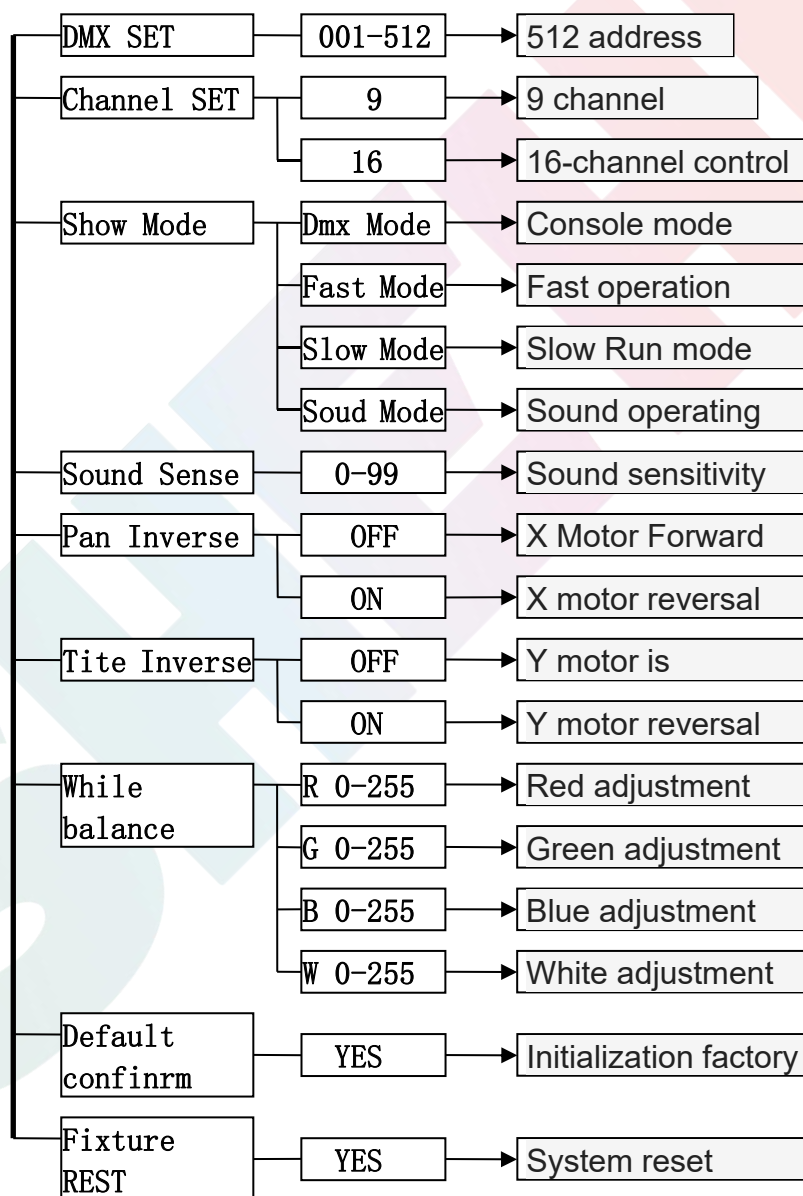 DMX SET 001-512 512 address
Channel SET 9 9 channel
16 16-channel control
Show Mode Dmx Mode Console mode
Fast Mode Fast operation
Slow Mode Slow Run mode
Soud Mode Sound operating
Sound Sense 0-99 Sound sensitivity
Pan Inverse OFF X Motor Forward
ON X motor reversal
Tite Inverse OFF Y motor is
ON Y motor reversal
While R 0-255 Red adjustment
balance
G 0-255 Green adjustment
B 0-255 Blue adjustment
W 0-255 White adjustment
Default
confinrm YES Initialization factory
Fixture
REST YES System reset